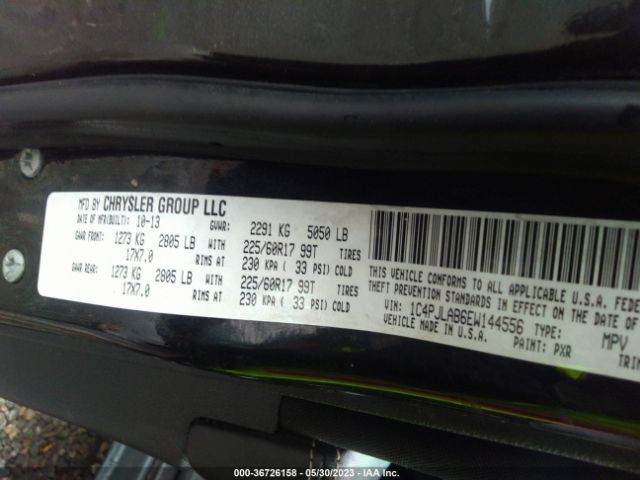 MFD BY CHRYSLER GROUP LLC
DATE OF MFR(BUILT): 10-13 GVWR: 2291 KG 5050 LB
GAWR FRONT: 1273 KG 2805 LB WITH 225/60R17 99T TIRES
17X7.0 RIMS AT 230 KPA ( 33 PSI) COLD
GAWR REAR: 1273 KG 2805 LB WITH 225/60R17 99T TIRES
17X7.0 RIMS AT 230 KPA ( 33 PSI) COLD
THIS VEHICLE CONFORMS TO ALL APPLICABLE U.S.A. FEDE
THEFT PREVENTION STANDARDS IN EFFECT ON THE
VIN: 1C4PJLAB6EW144556 TYPE: MPV
VEHICLE MADE IN U.S.A. PAINT: PXR TRIM
000-36726158 - 05/30/2023 - IAA Inc.